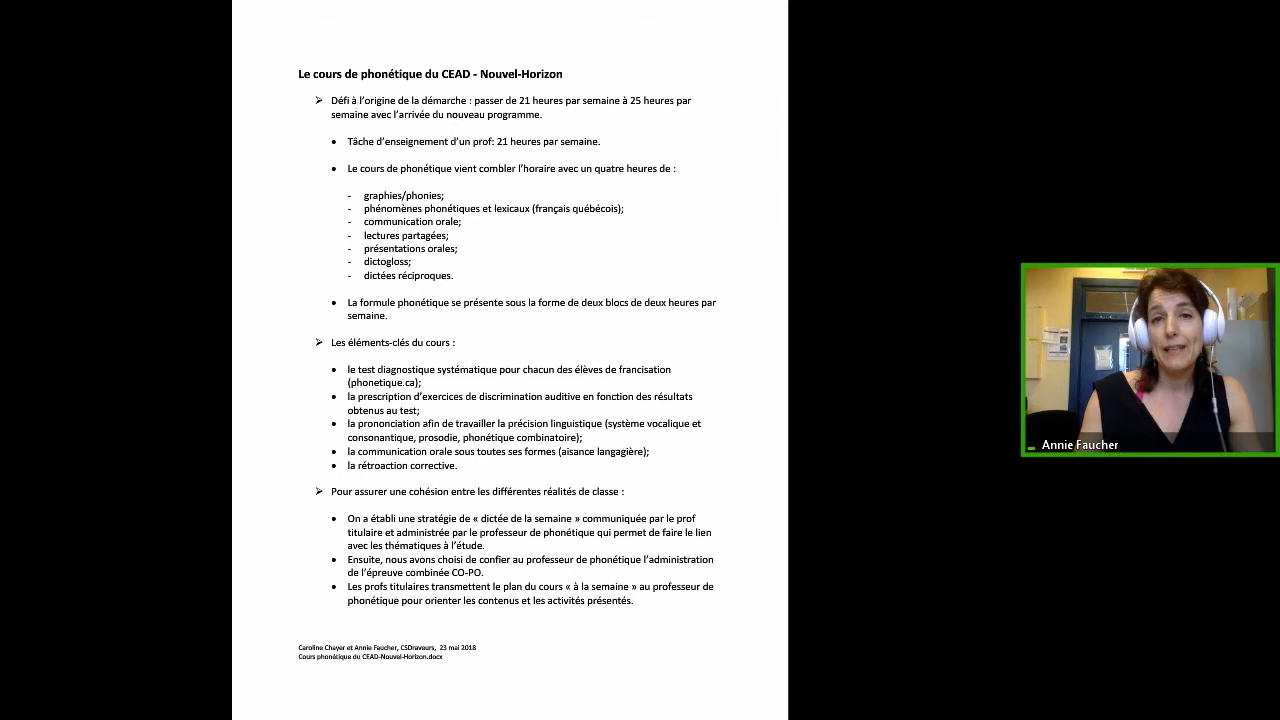 Le cours de phonétique du CEAD - Nouvel-Horizon
➢ Défi à l'origine de la démarche : passer de 21 heures par semaine à 25 heures par
semaine avec l'arrivée du nouveau programme.
• Tâche d'enseignement d'un prof: 21 heures par semaine.
• Le cours de phonétique vient combler l'horaire avec un quatre heures de :
- graphies/phonies;
- phénomènes phonétiques et lexicaux (français québécois);
- communication orale;
- lectures partagées;
- présentations orales;
- dictogloss;
- dictées réciproques.
• La formule phonétique se présente sous la forme de deux blocs de deux heures par
semaine.
➢ Les éléments-clés du cours :
• le test diagnostique systématique pour chacun des élèves de francisation
(phonetique.ca);
• la prescription d'exercices de discrimination auditive en fonction des résultats
obtenus au test;
• la prononciation afin de travailler la précision linguistique (système vocalique et
consonantique, prosodie, phonétique combinatoire);
• la communication orale sous toutes ses formes (aisance langagière);
• la rétroaction corrective.
➢ Pour assurer une cohésion entre les différentes réalités de classe :
• On a établi une stratégie de « dictée de la semaine » communiquée par le prof
titulaire et administrée par le professeur de phonétique qui permet de faire le lien
avec les thématiques à l'étude.
• Ensuite, nous avons choisi de confier au professeur de phonétique l'administration
de l'épreuve combinée CO-PO.
• Les profs titulaires transmettent le plan du cours « à la semaine » au professeur de
phonétique pour orienter les contenus et les activités présentés.
Caroline Chayer et Annie Faucher, CSDraveurs, 23 mai 2018
Cours phonétique du CEAD-Nouvel-Horizon.docx
Annie Faucher